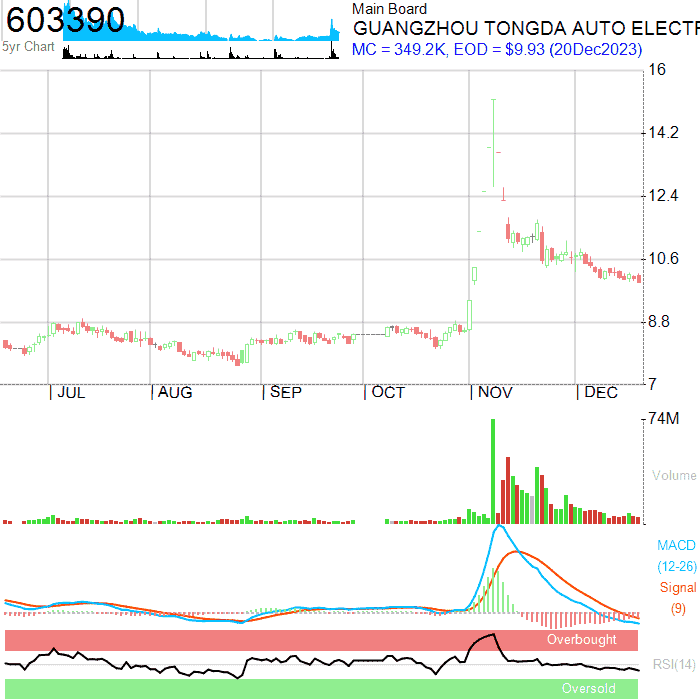 603390
5yr Chart
Main Board
GUANGZHOU TONGDA AUTO ELECTR
MC = 349.2K, EOD = $9.93 (20Dec2023)
16
14.2
12.4
10.6
8.8
7
JUL AUG SEP OCT NOV DEC
74M
Volume
MACD
(12-26)
Signal
(9)
Overbought
RSI(14)
Oversold